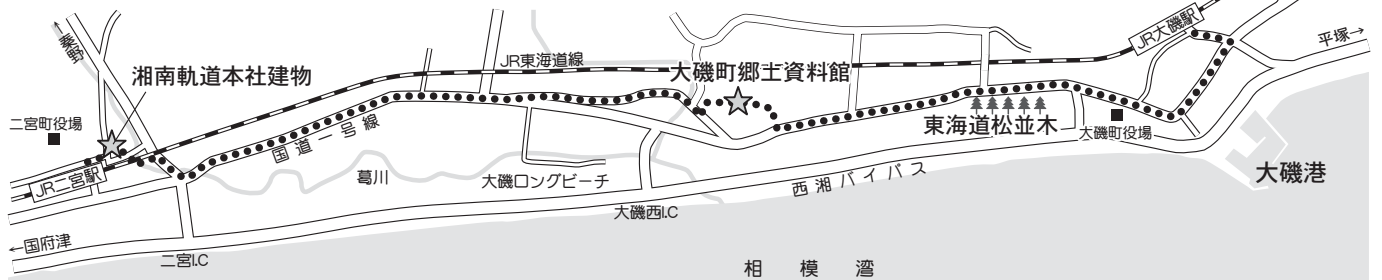 ↑秦野
湘南軌道本社建物
二宮町役場
JR二宮駅
←国府津
二宮I.C
国道一号線
葛川
JR東海道線
大磯町郷土資料館
大磯ロングビーチ
大磯西I.C
西湘バイパス
東海道松並木
大磯町役場
JR大磯駅
平塚→
大磯港
相模湾